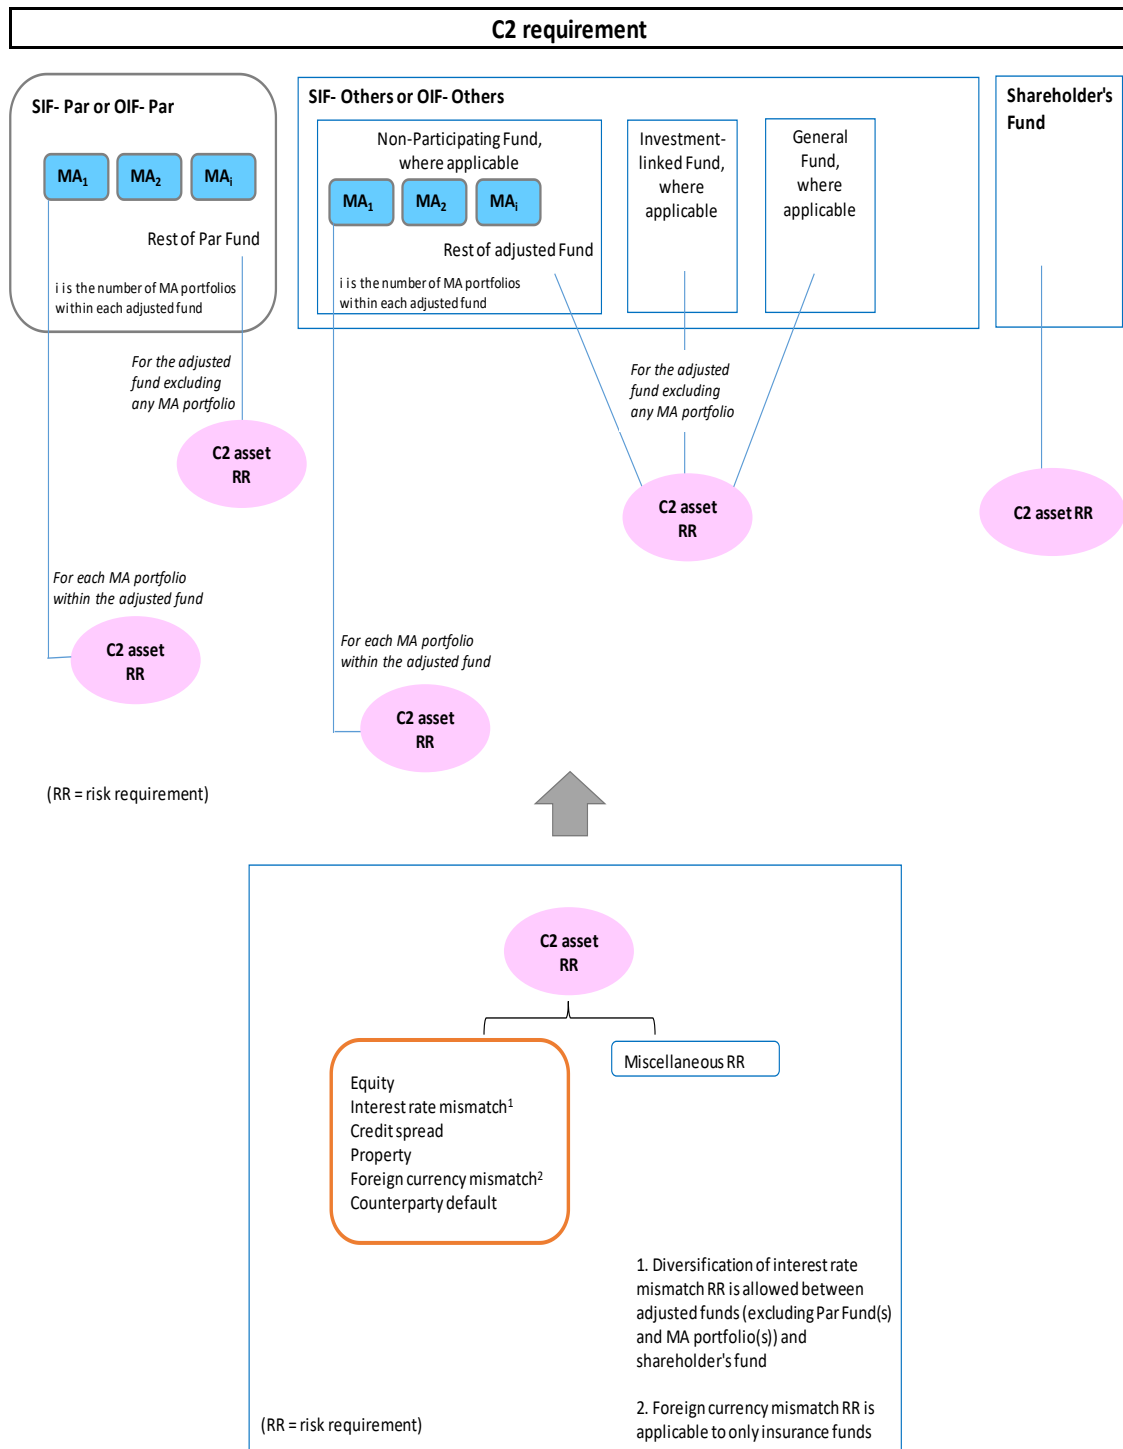 C2 requirement
SIF- Par or OIF- Par
MA₁
MA₂
MAᵢ
Rest of Par Fund
i is the number of MA portfolios
within each adjusted fund
For the adjusted
fund excluding
any MA portfolio
C2 asset
RR
For each MA portfolio
within the adjusted fund
C2 asset
RR
SIF- Others or OIF- Others
Non-Participating Fund,
where applicable
MA₁
MA₂
MAᵢ
Rest of adjusted Fund
i is the number of MA portfolios
within each adjusted fund
Investment-
linked Fund,
where
applicable
General
Fund,
where
applicable
For the adjusted
fund excluding
any MA portfolio
C2 asset
RR
For each MA portfolio
within the adjusted fund
C2 asset
RR
Shareholder's
Fund
C2 asset RR
(RR = risk requirement)
C2 asset
RR
Equity
Interest rate mismatch¹
Credit spread
Property
Foreign currency mismatch²
Counterparty default
Miscellaneous RR
1. Diversification of interest rate
mismatch RR is allowed between
adjusted funds (excluding Par Fund(s)
and MA portfolio(s)) and
shareholder's fund
2. Foreign currency mismatch RR is
applicable to only insurance funds
(RR = risk requirement)